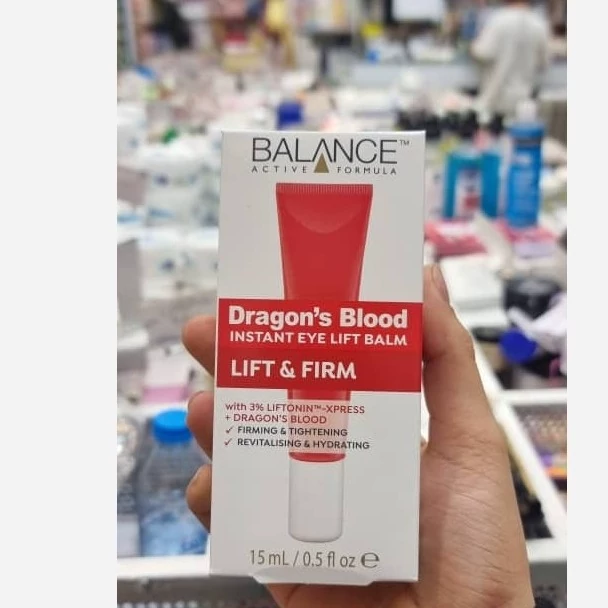 BALANCE™
ACTIVE FORMULA
Dragon's Blood
INSTANT EYE LIFT BALM
LIFT & FIRM
with 3% LIFTONIN™-XPRESS
+ DRAGON'S BLOOD
✓ FIRMING & TIGHTENING
✓ REVITALISING & HYDRATING
15 mL / 0.5 fl oz ℮